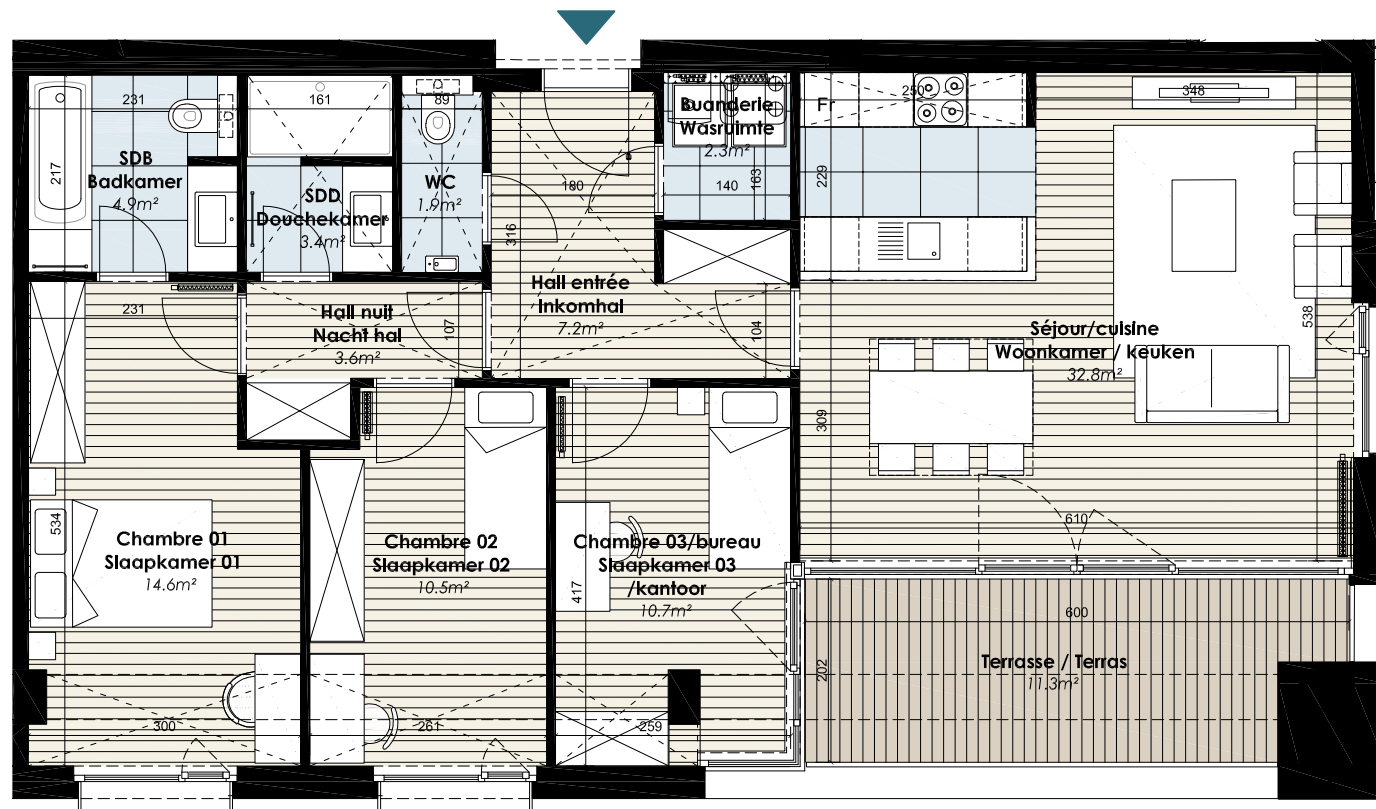 231
SDB
Badkamer
4.9m²
217
161
SDD
Douchekamer
3.4m²
89
WC
1.9m²
180
316
Hall entrée
Inkomhal
7.2m²
Buanderie
Wasruimte
2.3m²
140
163
Fr
250
229
348
538
Séjour/cuisine
Woonkamer / keuken
32.8m²
309
610
231
Hall nuit
Nacht hal
3.6m²
107
104
534
Chambre 01
Slaapkamer 01
14.6m²
300
Chambre 02
Slaapkamer 02
10.5m²
261
Chambre 03/bureau
Slaapkamer 03
/kantoor
10.7m²
417
259
600
202
Terrasse / Terras
11.3m²